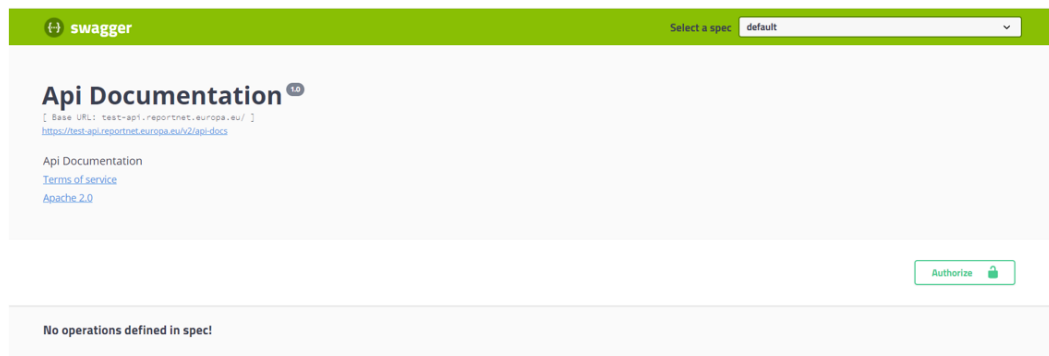 swagger
Select a spec default
Api Documentation 1.0
[ Base URL: test-api.reportnet.europa.eu/ ]
https://test-api.reportnet.europa.eu/v2/api-docs
Api Documentation
Terms of service
Apache 2.0
Authorize
No operations defined in spec!